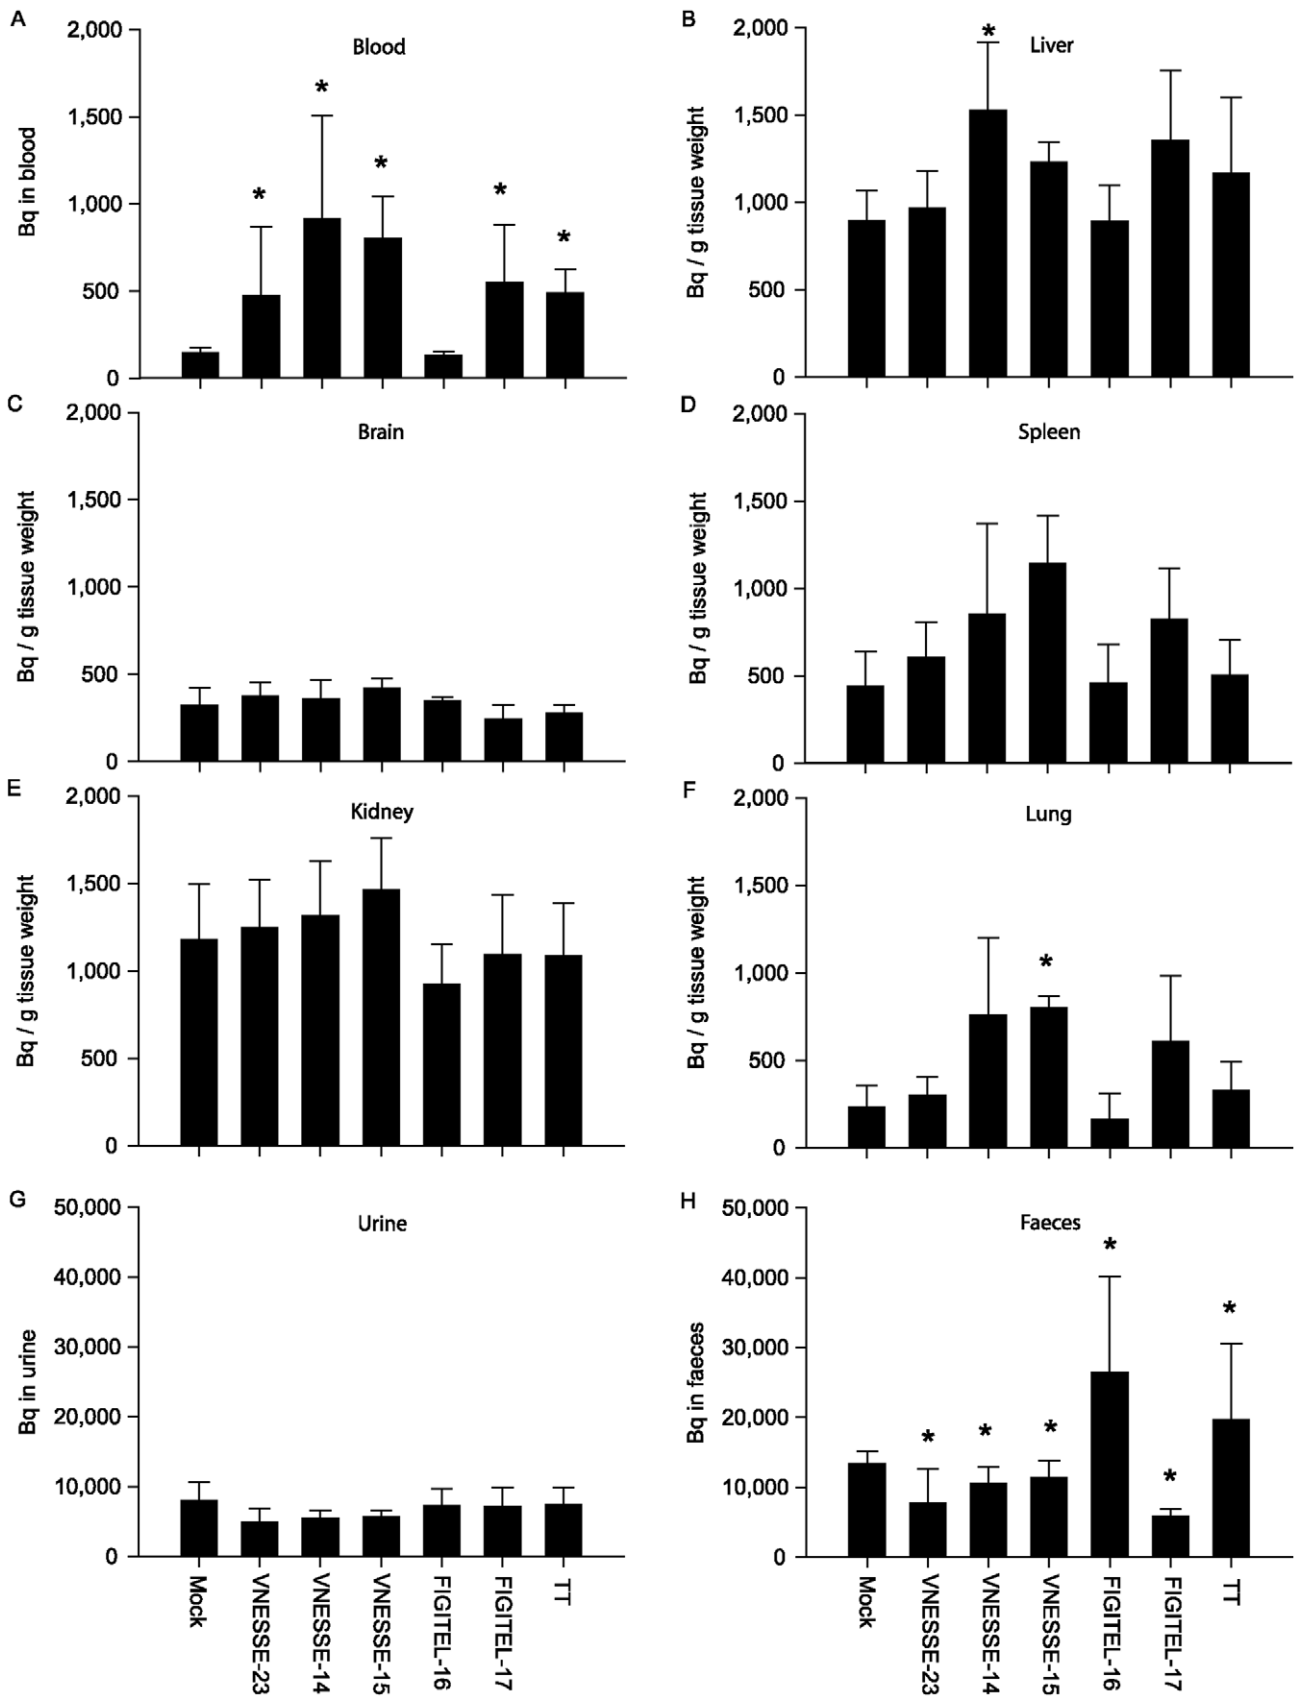 A
Blood
Bq in blood
2,000
1,500
1,000
500
0
*
*
*
*
*
B
Liver
Bq / g tissue weight
2,000
1,500
1,000
500
0
*
C
Brain
Bq / g tissue weight
2,000
1,500
1,000
500
0
D
Spleen
Bq / g tissue weight
2,000
1,500
1,000
500
0
E
Kidney
Bq / g tissue weight
2,000
1,500
1,000
500
0
F
Lung
Bq / g tissue weight
2,000
1,500
1,000
500
0
*
G
Urine
Bq in urine
50,000
40,000
30,000
20,000
10,000
0
Mock
VNESSE-23
VNESSE-14
VNESSE-15
FIGITEL-16
FIGITEL-17
TT
H
Faeces
Bq in faeces
50,000
40,000
30,000
20,000
10,000
0
*
*
*
*
*
*
Mock
VNESSE-23
VNESSE-14
VNESSE-15
FIGITEL-16
FIGITEL-17
TT